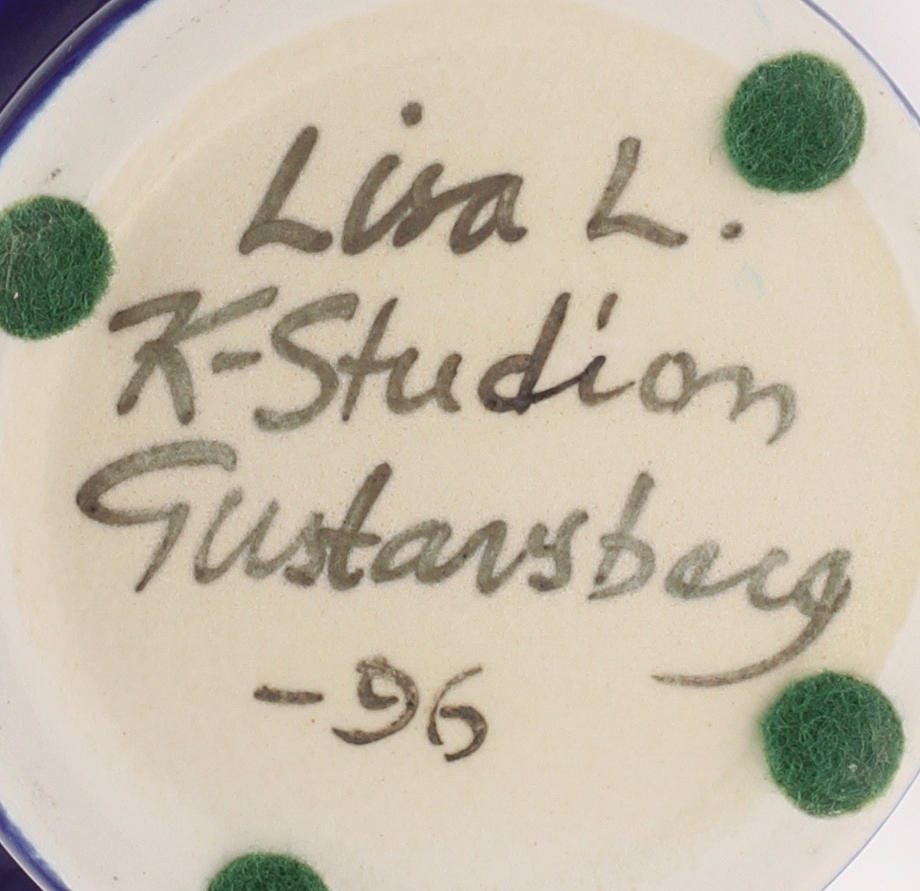 Lisa L.
K-Studion
Gustavsberg
-96